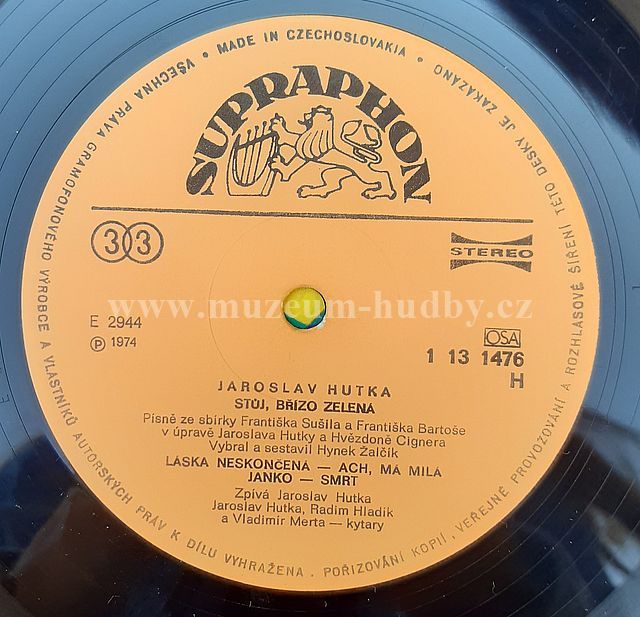 VŠECHNA PRÁVA GRAMOFONOVÉHO VÝROBCE A VLASTNÍKŮ AUTORSKÝCH PRÁV K DÍLU VYHRAŽENA . POŘIZOVÁNÍ KOPIÍ, VEŘEJNÉ PROVOZOVÁNÍ A ROZHLASOVÉ ŠÍŘENÍ TÉTO DESKY JE ZAKÁZÁNO • MADE IN CZECHOSLOVAKIA •
SUPRAPHON
33
STEREO
www.muzeum-hudby.cz
E 2944
℗ 1974
OSA
1 13 1476
H
JAROSLAV HUTKA
STŮJ, BŘÍZO ZELENÁ
Písně ze sbírky Františka Sušila a Františka Bartoše
v úpravě Jaroslava Hutky a Hvězdoně Cignera
Vybral a sestavil Hynek Žalčík
LÁSKA NESKONČENÁ — ACH, MÁ MILÁ
JANKO — SMRT
Zpívá Jaroslav Hutka
Jaroslav Hutka, Radim Hladík
a Vladimír Merta — kytary